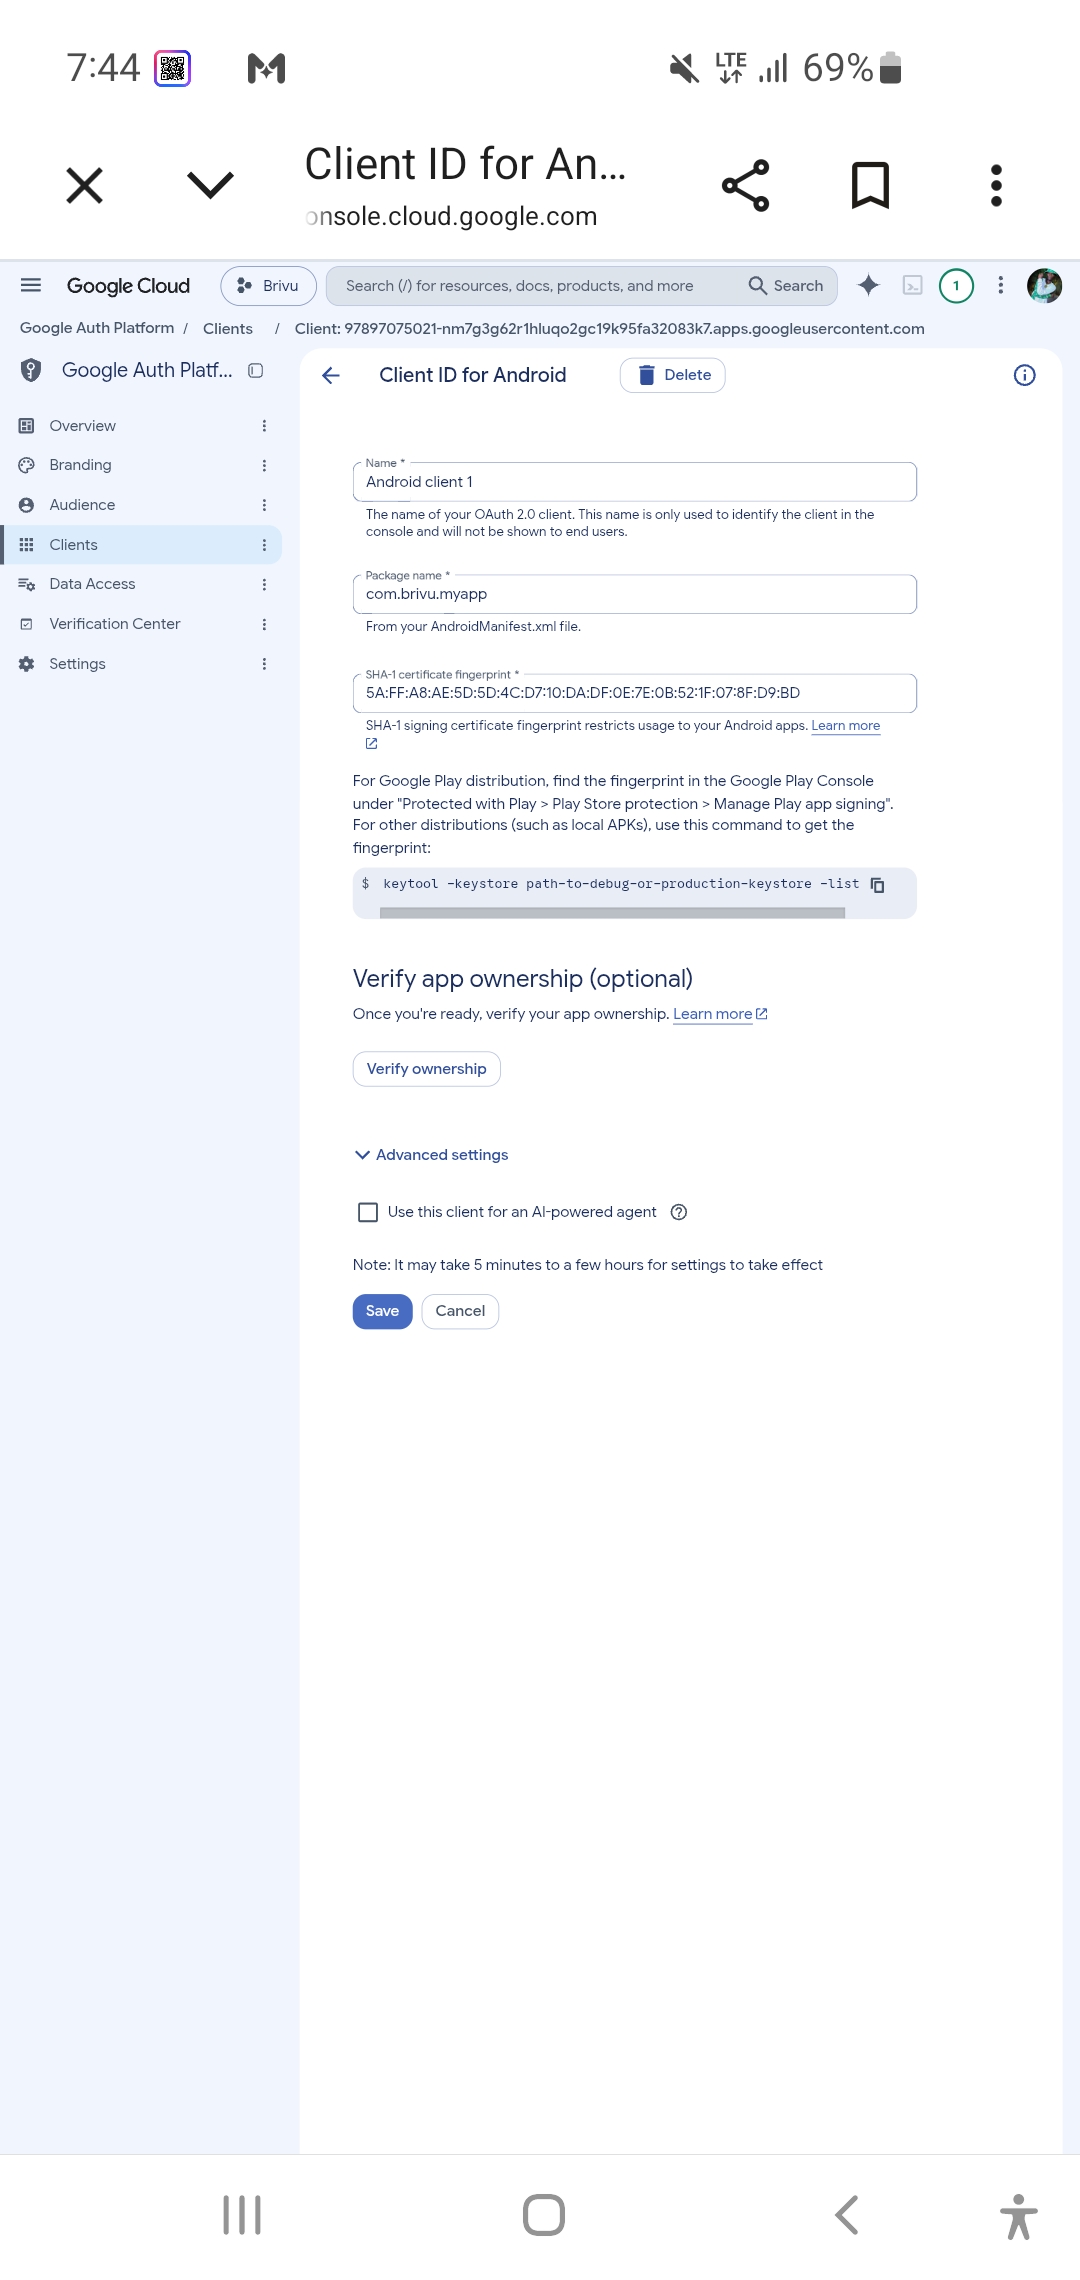 7:44
LTE
69%
Client ID for An...
onsole.cloud.google.com
Google Cloud
Brivu
Search (/) for resources, docs, products, and more
Search
1
Google Auth Platform / Clients / Client: 97897075021-nm7g3g62r1hluqo2gc19k95fa32083k7.apps.googleusercontent.com
Google Auth Platf...
Overview
Branding
Audience
Clients
Data Access
Verification Center
Settings
Client ID for Android
Delete
Name *
Android client 1
The name of your OAuth 2.0 client. This name is only used to identify the client in the
console and will not be shown to end users.
Package name *
com.brivu.myapp
From your AndroidManifest.xml file.
SHA-1 certificate fingerprint *
5A:FF:A8:AE:5D:5D:4C:D7:10:DA:DF:0E:7E:0B:52:1F:07:8F:D9:BD
SHA-1 signing certificate fingerprint restricts usage to your Android apps. Learn more
For Google Play distribution, find the fingerprint in the Google Play Console
under "Protected with Play > Play Store protection > Manage Play app signing".
For other distributions (such as local APKs), use this command to get the
fingerprint:
$ keytool -keystore path-to-debug-or-production-keystore -list
Verify app ownership (optional)
Once you're ready, verify your app ownership. Learn more
Verify ownership
Advanced settings
Use this client for an AI-powered agent
Note: It may take 5 minutes to a few hours for settings to take effect
Save
Cancel